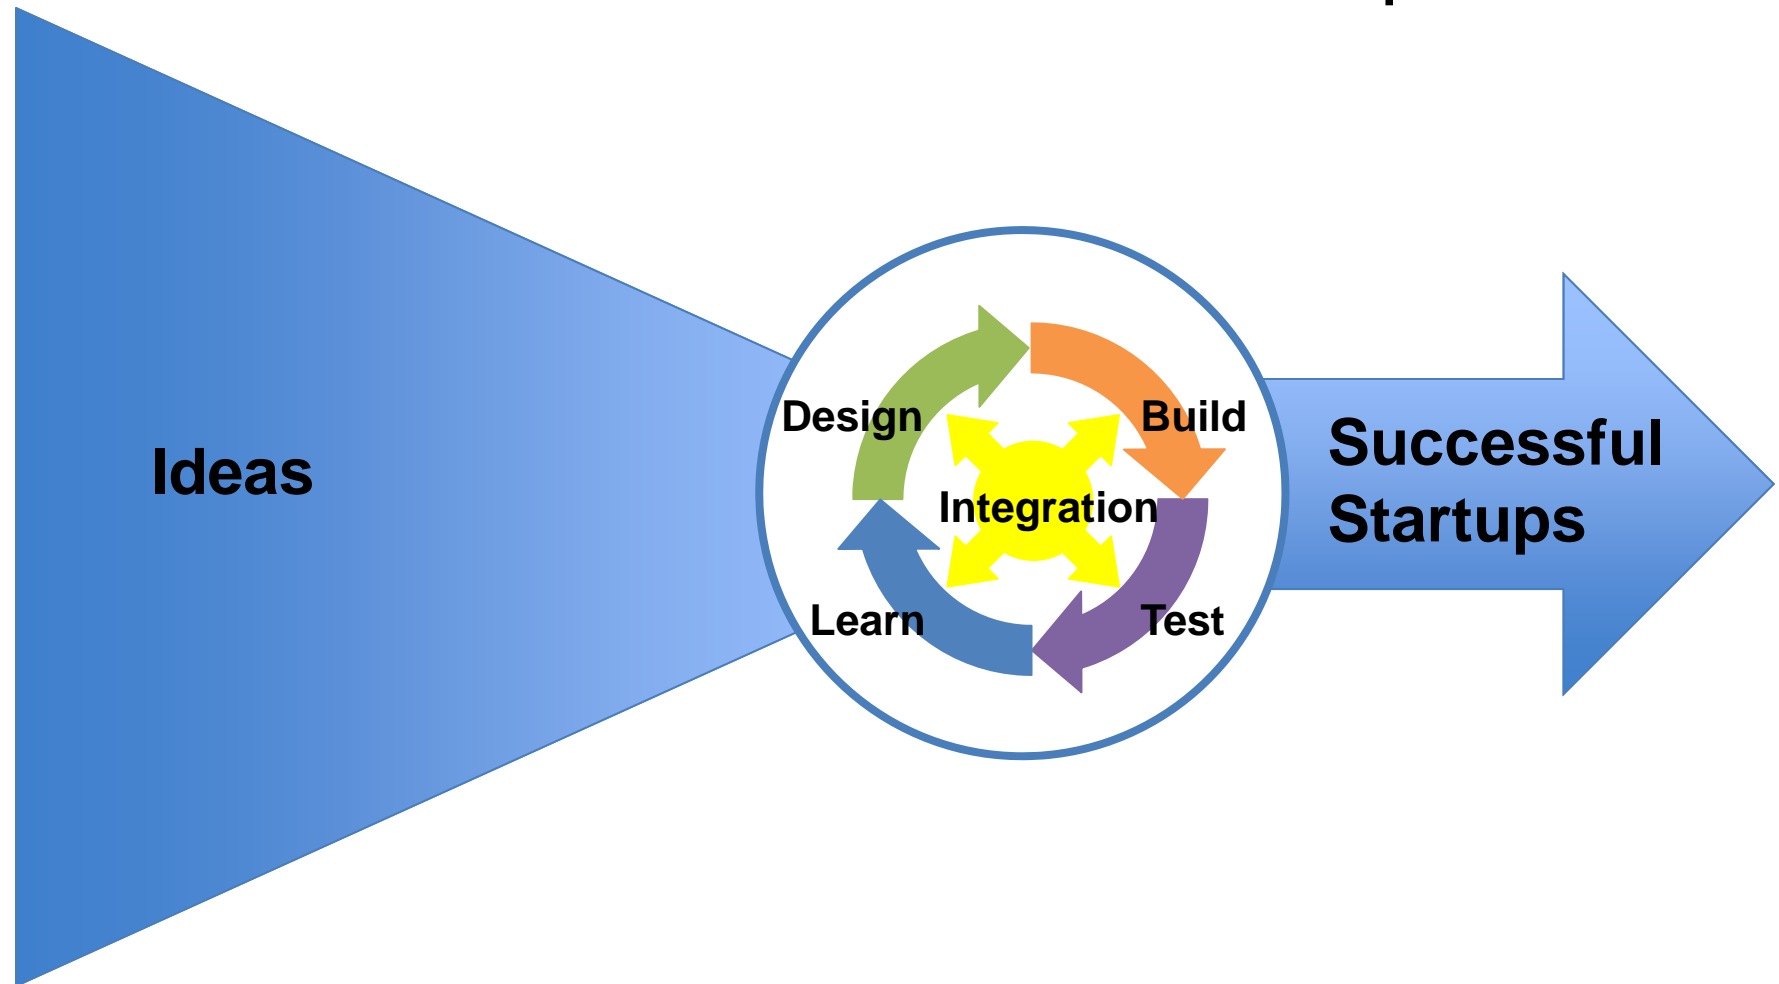 Ideas
Design
Build
Integration
Learn
Test
Successful
Startups